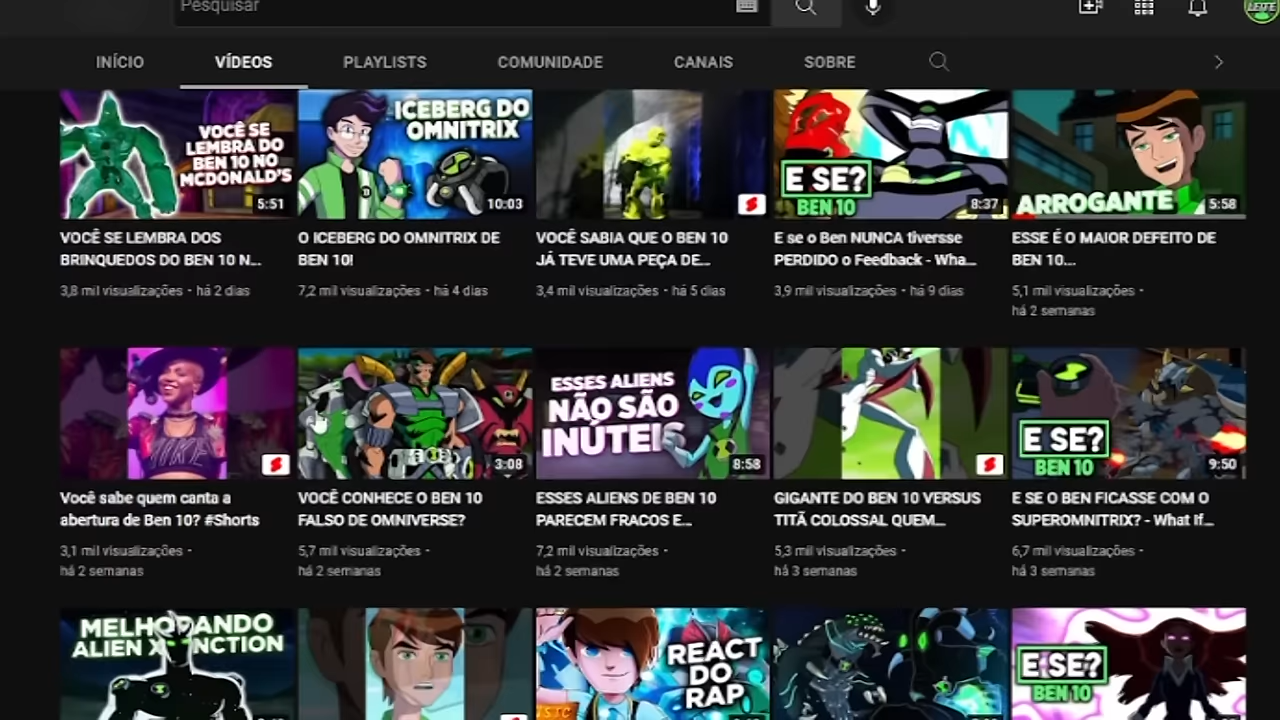 Pesquisar
LEITE
INÍCIO
VÍDEOS
PLAYLISTS
COMUNIDADE
CANAIS
SOBRE
VOCÊ SE
LEMBRA DO
BEN 10 NO
MCDONALD'S
5:51
ICEBERG DO
OMNITRIX
10:03
E SE?
BEN 10
8:37
ARROGANTE
5:58
VOCÊ SE LEMBRA DOS
BRINQUEDOS DO BEN 10 N...
3,8 mil visualizações • há 2 dias
O ICEBERG DO OMNITRIX DE
BEN 10!
7,2 mil visualizações • há 4 dias
VOCÊ SABIA QUE O BEN 10
JÁ TEVE UMA PEÇA DE...
3,4 mil visualizações • há 5 dias
E se o Ben NUNCA tiversse
PERDIDO o Feedback - Wha...
3,9 mil visualizações • há 9 dias
ESSE É O MAIOR DEFEITO DE
BEN 10...
5,1 mil visualizações •
há 2 semanas
NIKE
3:08
ESSES ALIENS
NÃO SÃO
INÚTEIS
8:58
E SE?
BEN 10
9:50
Você sabe quem canta a
abertura de Ben 10? #Shorts
3,1 mil visualizações •
há 2 semanas
VOCÊ CONHECE O BEN 10
FALSO DE OMNIVERSE?
5,7 mil visualizações •
há 2 semanas
ESSES ALIENS DE BEN 10
PARECEM FRACOS E...
7,2 mil visualizações •
há 2 semanas
GIGANTE DO BEN 10 VERSUS
TITÃ COLOSSAL QUEM...
5,3 mil visualizações •
há 3 semanas
E SE O BEN FICASSE COM O
SUPEROMNITRIX? - What If...
6,7 mil visualizações •
há 3 semanas
MELHORANDO
ALIEN X
REACT
DO
RAP
E SE?
BEN 10